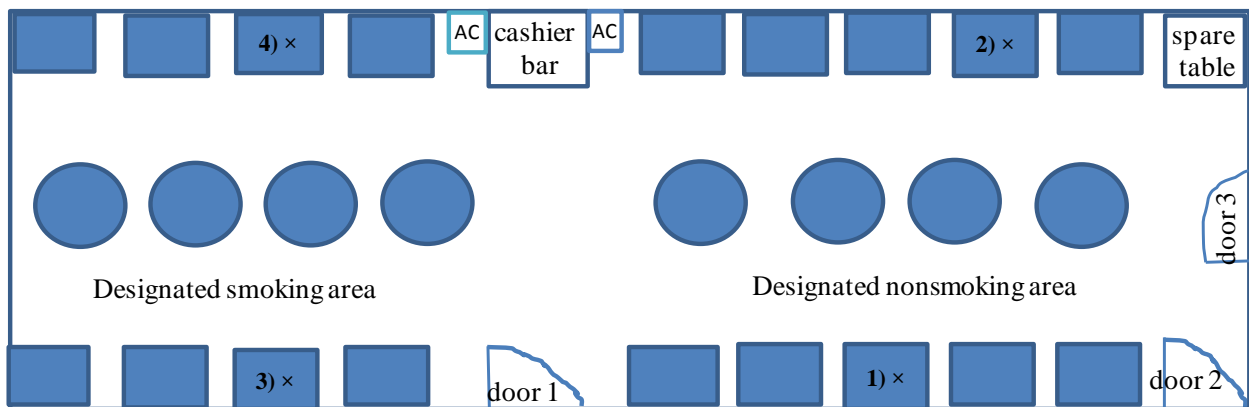 4) ×
AC
cashier
bar
AC
2) ×
spare
table
door 3
Designated smoking area
Designated nonsmoking area
3) ×
door 1
1) ×
door 2